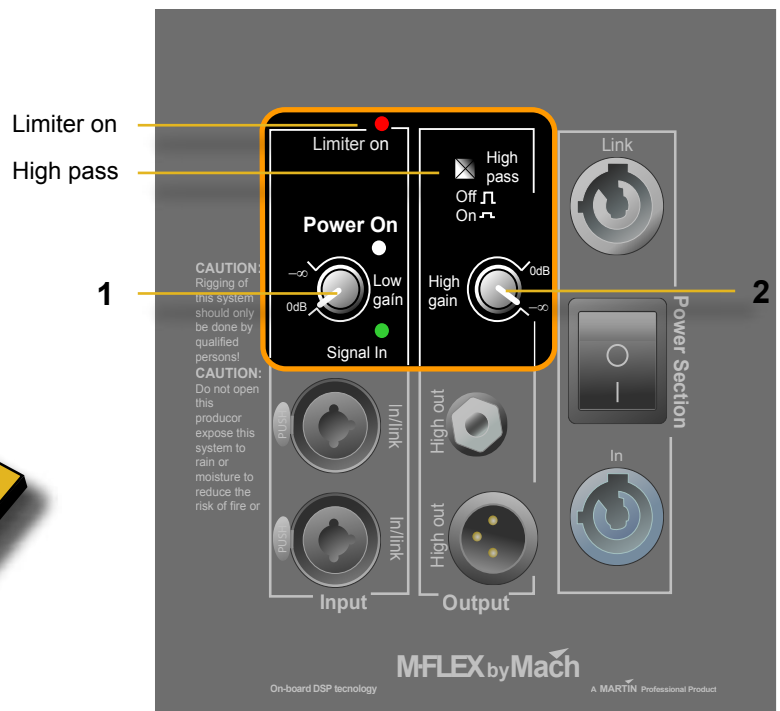 Limiter on
High pass
1
2
Limiter on
High
pass
Off
On
Power On
–∞
0dB
Low
gaín
Signal In
High
gain
0dB
–∞
CAUTION:
Rigging of
this system
should only
be done by
qualified
persons!
CAUTION:
Do not open
this
producor
expose this
system to
rain or
moisture to
reduce the
risk of fire or
PUSH
In/link
PUSH
In/link
Input
High out
High out
Output
Link
O
I
Power Section
In
M-FLEX by Mach
On-board DSP tecnology
A MARTIN Professional Product